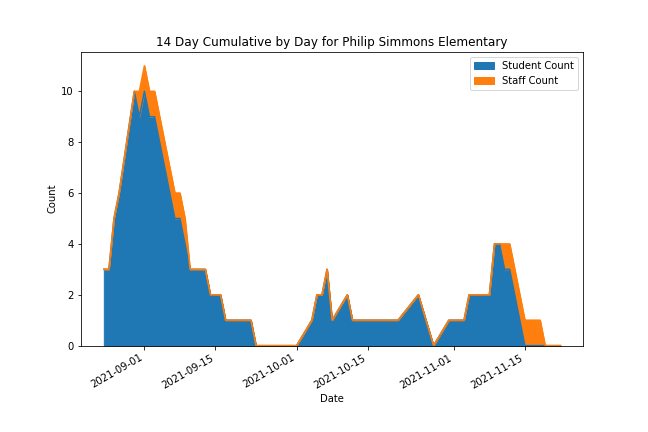 14 Day Cumulative by Day for Philip Simmons Elementary
Student Count
Staff Count
10
8
6
4
2
0
Count
2021-09-01
2021-09-15
2021-10-01
2021-10-15
2021-11-01
2021-11-15
Date